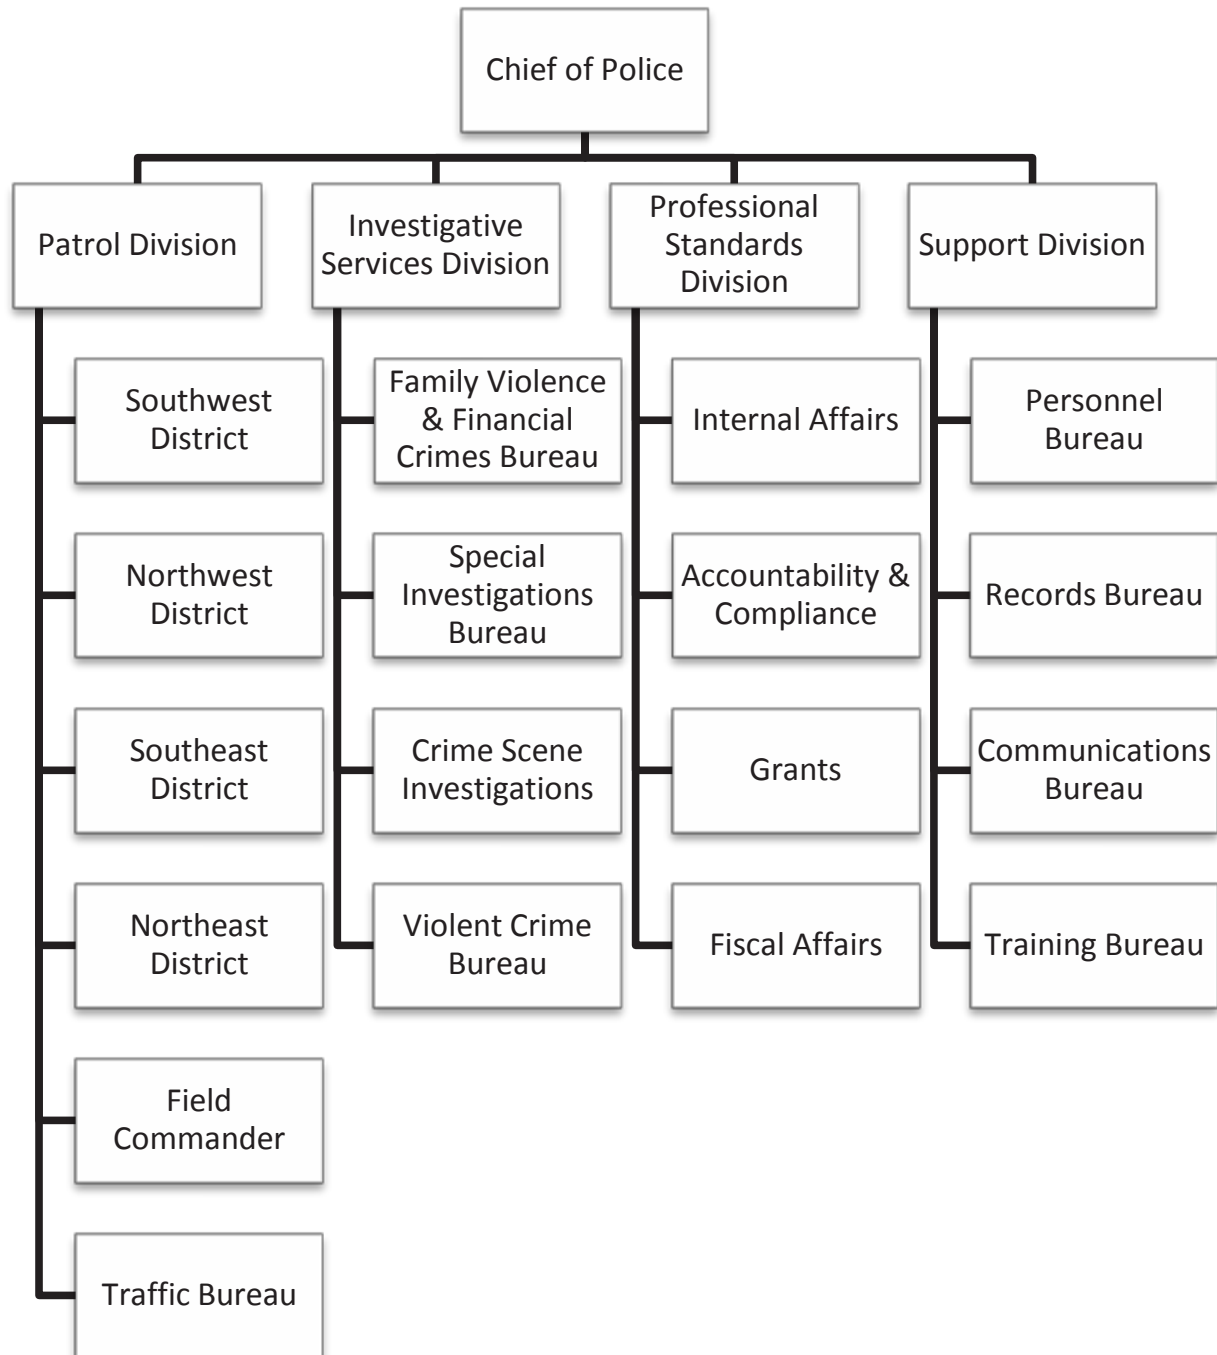 Chief of Police
Patrol Division
Investigative
Services Division
Professional
Standards
Division
Support Division
Southwest
District
Family Violence
& Financial
Crimes Bureau
Internal Affairs
Personnel
Bureau
Northwest
District
Special
Investigations
Bureau
Accountability &
Compliance
Records Bureau
Southeast
District
Crime Scene
Investigations
Grants
Communications
Bureau
Northeast
District
Violent Crime
Bureau
Fiscal Affairs
Training Bureau
Field
Commander
Traffic Bureau